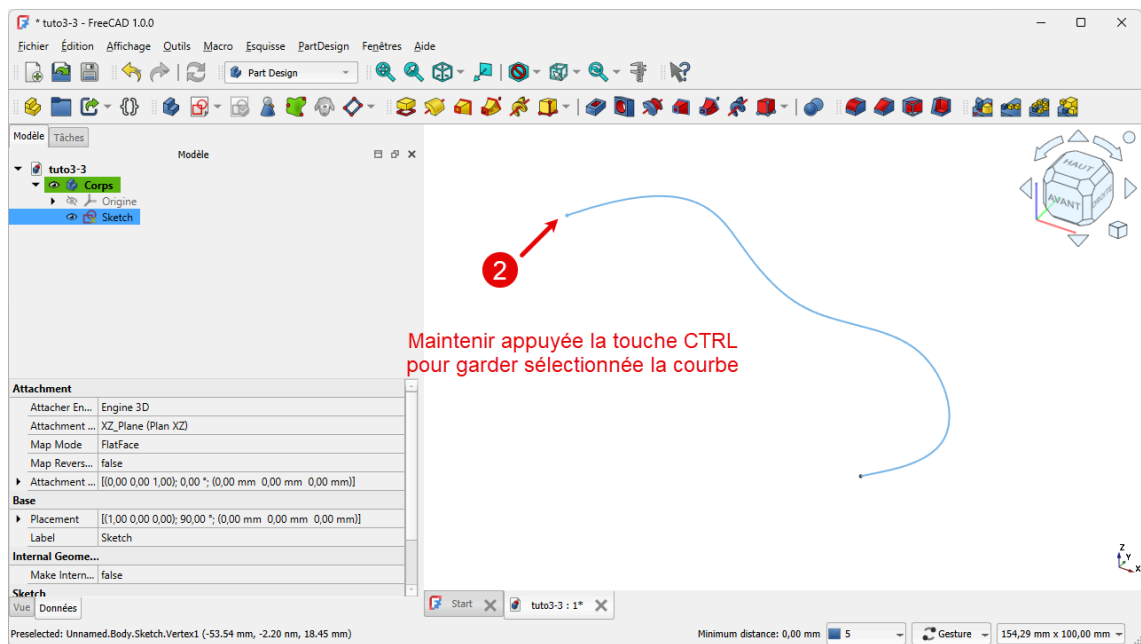 * tuto3-3 - FreeCAD 1.0.0
Fichier Édition Affichage Outils Macro Esquisse PartDesign Fenêtres Aide
Part Design
Modèle Tâches
Modèle
tuto3-3
Corps
Origine
Sketch
HAUT
AVANT
DROITE
2
Maintenir appuyée la touche CTRL
pour garder sélectionnée la courbe
Attachment
Attacher En... Engine 3D
Attachment ... XZ_Plane (Plan XZ)
Map Mode FlatFace
Map Revers... false
Attachment ... [(0,00 0,00 1,00); 0,00 °; (0,00 mm 0,00 mm 0,00 mm)]
Base
Placement [(1,00 0,00 0,00); 90,00 °; (0,00 mm 0,00 mm 0,00 mm)]
Label Sketch
Internal Geome...
Make Intern... false
Sketch
Z
Y
X
Vue Données
Start tuto3-3 : 1*
Preselected: Unnamed.Body.Sketch.Vertex1 (-53.54 mm, -2.20 nm, 18.45 mm)
Minimum distance: 0,00 mm 5 Gesture 154,29 mm x 100,00 mm